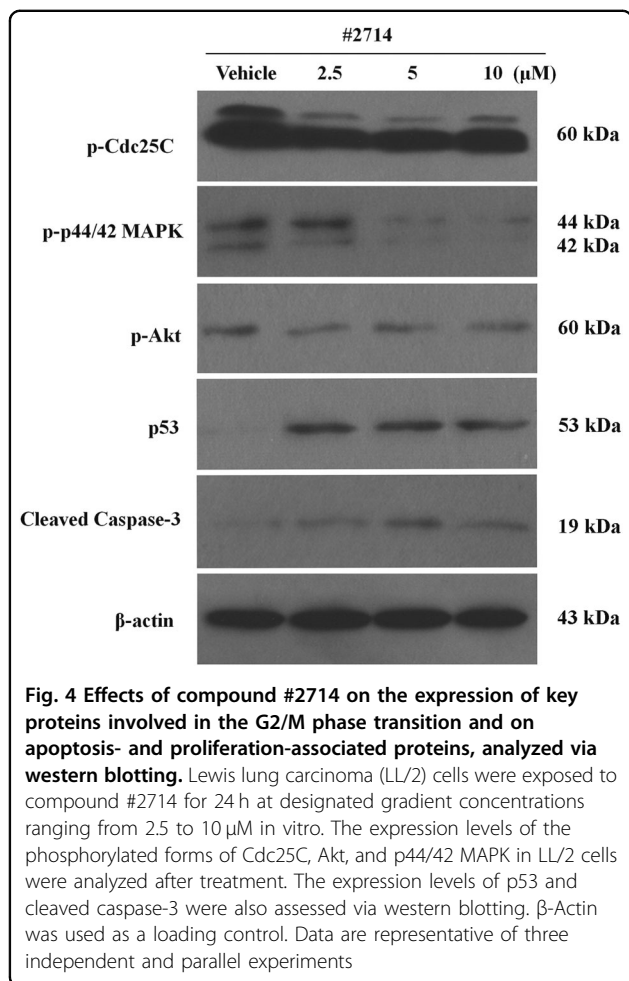 #2714
Vehicle 2.5 5 10 (μM)
p-Cdc25C 60 kDa
p-p44/42 MAPK 44 kDa
42 kDa
p-Akt 60 kDa
p53 53 kDa
Cleaved Caspase-3 19 kDa
β-actin 43 kDa
Fig. 4 Effects of compound #2714 on the expression of key
proteins involved in the G2/M phase transition and on
apoptosis- and proliferation-associated proteins, analyzed via
western blotting. Lewis lung carcinoma (LL/2) cells were exposed to
compound #2714 for 24 h at designated gradient concentrations
ranging from 2.5 to 10 μM in vitro. The expression levels of the
phosphorylated forms of Cdc25C, Akt, and p44/42 MAPK in LL/2 cells
were analyzed after treatment. The expression levels of p53 and
cleaved caspase-3 were also assessed via western blotting. β-Actin
was used as a loading control. Data are representative of three
independent and parallel experiments